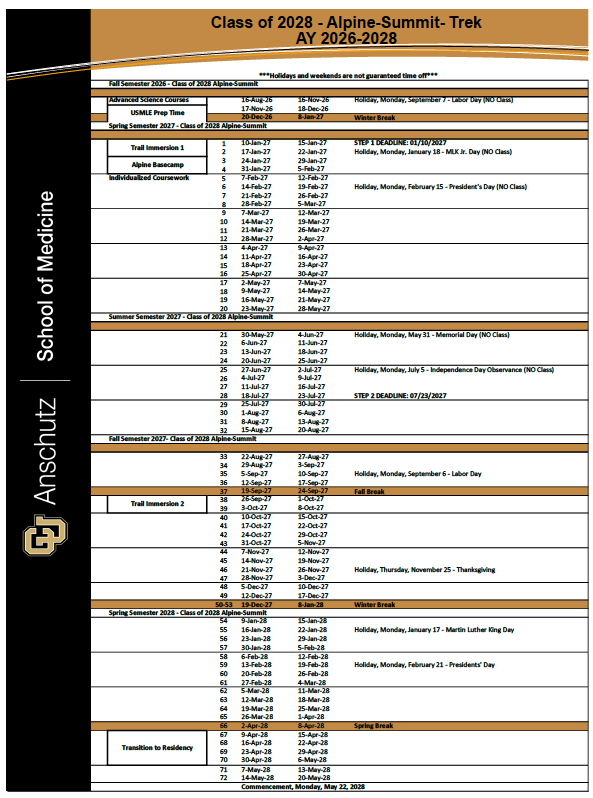 Class of 2028 - Alpine-Summit- Trek
AY 2026-2028
***Holidays and weekends are not guaranteed time off***
Fall Semester 2026 - Class of 2028 Alpine-Summit
Advanced Science Courses 16-Aug-26 16-Nov-26 Holiday, Monday, September 7 - Labor Day (NO Class)
USMLE Prep Time 17-Nov-26 18-Dec-26
20-Dec-26 8-Jan-27 Winter Break
Spring Semester 2027 - Class of 2028 Alpine-Summit
Trail Immersion 1 1 10-Jan-27 15-Jan-27 STEP 1 DEADLINE: 01/10/2027
2 17-Jan-27 22-Jan-27 Holiday, Monday, January 18 - MLK Jr. Day (NO Class)
Alpine Basecamp 3 24-Jan-27 29-Jan-27
4 31-Jan-27 5-Feb-27
Individualized Coursework 5 7-Feb-27 12-Feb-27
6 14-Feb-27 19-Feb-27 Holiday, Monday, February 15 - President's Day (NO Class)
7 21-Feb-27 26-Feb-27
8 28-Feb-27 5-Mar-27
9 7-Mar-27 12-Mar-27
10 14-Mar-27 19-Mar-27
11 21-Mar-27 26-Mar-27
12 28-Mar-27 2-Apr-27
13 4-Apr-27 9-Apr-27
14 11-Apr-27 16-Apr-27
15 18-Apr-27 23-Apr-27
16 25-Apr-27 30-Apr-27
17 2-May-27 7-May-27
18 9-May-27 14-May-27
19 16-May-27 21-May-27
20 23-May-27 28-May-27
Summer Semester 2027 - Class of 2028 Alpine-Summit
21 30-May-27 4-Jun-27 Holiday, Monday, May 31 - Memorial Day (NO Class)
22 6-Jun-27 11-Jun-27
23 13-Jun-27 18-Jun-27
24 20-Jun-27 25-Jun-27
25 27-Jun-27 2-Jul-27 Holiday, Monday, July 5 - Independence Day Observance (NO Class)
26 4-Jul-27 9-Jul-27
27 11-Jul-27 16-Jul-27
28 18-Jul-27 23-Jul-27 STEP 2 DEADLINE: 07/23/2027
29 25-Jul-27 30-Jul-27
30 1-Aug-27 6-Aug-27
31 8-Aug-27 13-Aug-27
32 15-Aug-27 20-Aug-27
Fall Semester 2027- Class of 2028 Alpine-Summit
33 22-Aug-27 27-Aug-27
34 29-Aug-27 3-Sep-27
35 5-Sep-27 10-Sep-27 Holiday, Monday, September 6 - Labor Day
36 12-Sep-27 17-Sep-27
37 19-Sep-27 24-Sep-27 Fall Break
Trail Immersion 2 38 26-Sep-27 1-Oct-27
39 3-Oct-27 8-Oct-27
40 10-Oct-27 15-Oct-27
41 17-Oct-27 22-Oct-27
42 24-Oct-27 29-Oct-27
43 31-Oct-27 5-Nov-27
44 7-Nov-27 12-Nov-27
45 14-Nov-27 19-Nov-27
46 21-Nov-27 26-Nov-27 Holiday, Thursday, November 25 - Thanksgiving
47 28-Nov-27 3-Dec-27
48 5-Dec-27 10-Dec-27
49 12-Dec-27 17-Dec-27
50-53 19-Dec-27 8-Jan-28 Winter Break
Spring Semester 2028 - Class of 2028 Alpine-Summit
54 9-Jan-28 15-Jan-28
55 16-Jan-28 22-Jan-28 Holiday, Monday, January 17 - Martin Luther King Day
56 23-Jan-28 29-Jan-28
57 30-Jan-28 5-Feb-28
58 6-Feb-28 12-Feb-28
59 13-Feb-28 19-Feb-28 Holiday, Monday, February 21 - Presidents' Day
60 20-Feb-28 26-Feb-28
61 27-Feb-28 4-Mar-28
62 5-Mar-28 11-Mar-28
63 12-Mar-28 18-Mar-28
64 19-Mar-28 25-Mar-28
65 26-Mar-28 1-Apr-28
66 2-Apr-28 8-Apr-28 Spring Break
67 9-Apr-28 15-Apr-28
Transition to Residency 68 16-Apr-28 22-Apr-28
69 23-Apr-28 29-Apr-28
70 30-Apr-28 6-May-28
71 7-May-28 13-May-28
72 14-May-28 20-May-28
Commencement, Monday, May 22, 2028
CU Anschutz
School of Medicine